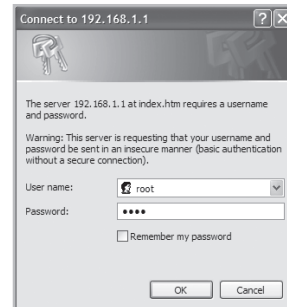 Connect to 192.168.1.1
The server 192.168.1.1 at index.htm requires a username
and password.
Warning: This server is requesting that your username and
password be sent in an insecure manner (basic authentication
without a secure connection).
User name:
root
Password:
••••
Remember my password
OK
Cancel